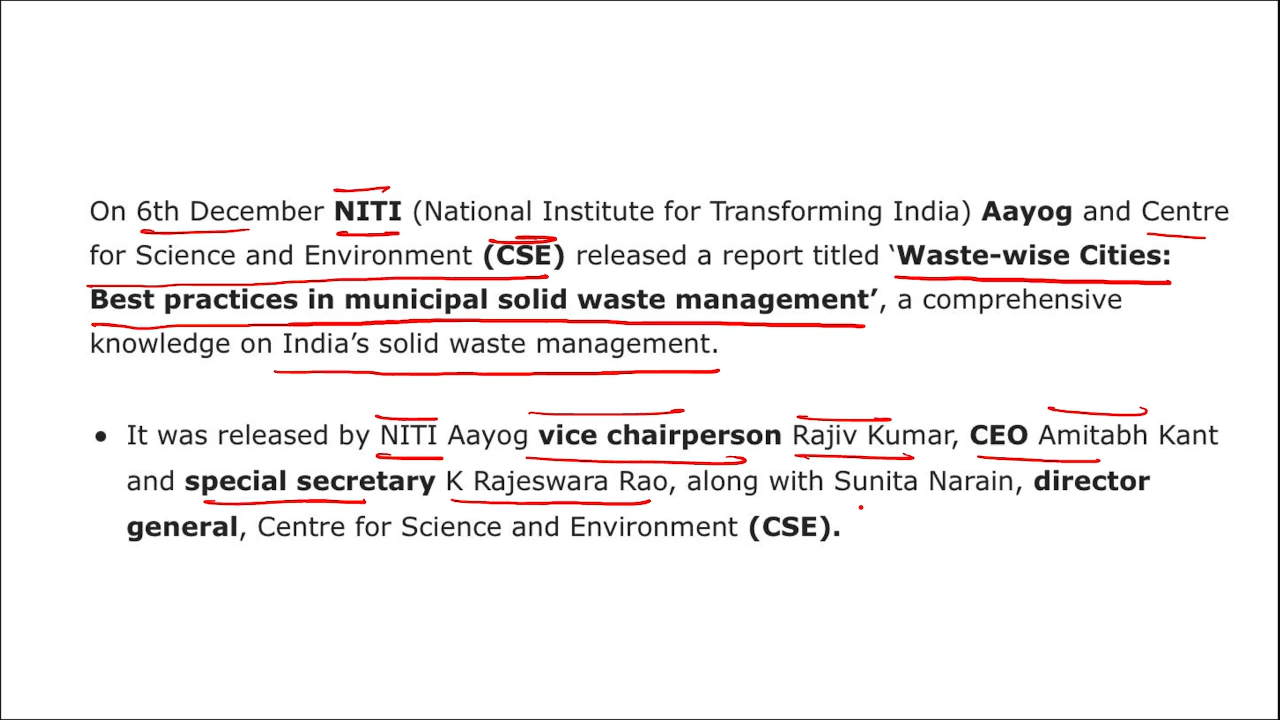 On 6th December NITI (National Institute for Transforming India) Aayog and Centre
for Science and Environment (CSE) released a report titled ‘Waste-wise Cities:
Best practices in municipal solid waste management’, a comprehensive
knowledge on India’s solid waste management.
• It was released by NITI Aayog vice chairperson Rajiv Kumar, CEO Amitabh Kant
and special secretary K Rajeswara Rao, along with Sunita Narain, director
general, Centre for Science and Environment (CSE).